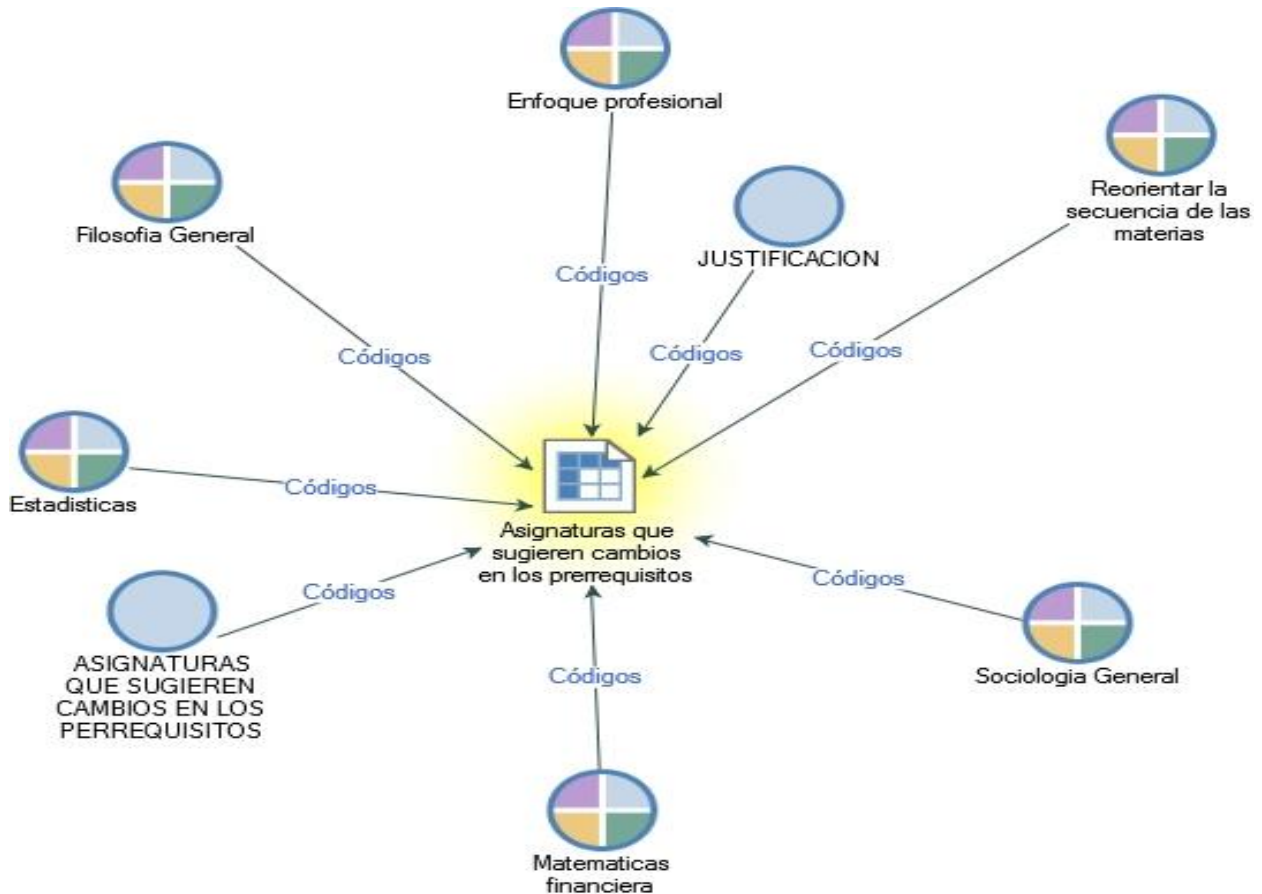 Enfoque profesional
Reorientar la
secuencia de las
materias
Filosofia General
JUSTIFICACION
Códigos
Códigos
Códigos
Códigos
Estadisticas
Códigos
Asignaturas que
sugieren cambios
en los prerrequisitos
Códigos
Códigos
ASIGNATURAS
QUE SUGIEREN
CAMBIOS EN LOS
PERREQUISITOS
Sociologia General
Códigos
Matematicas
financiera